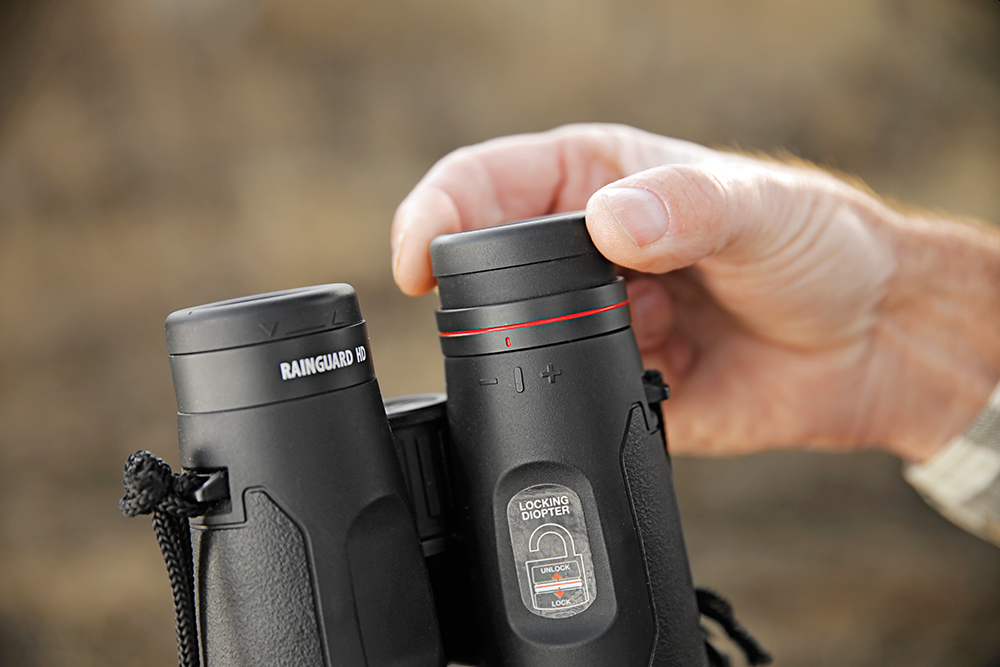 RAINGUARD HD
- +
LOCKING
DIOPTER
UNLOCK
LOCK